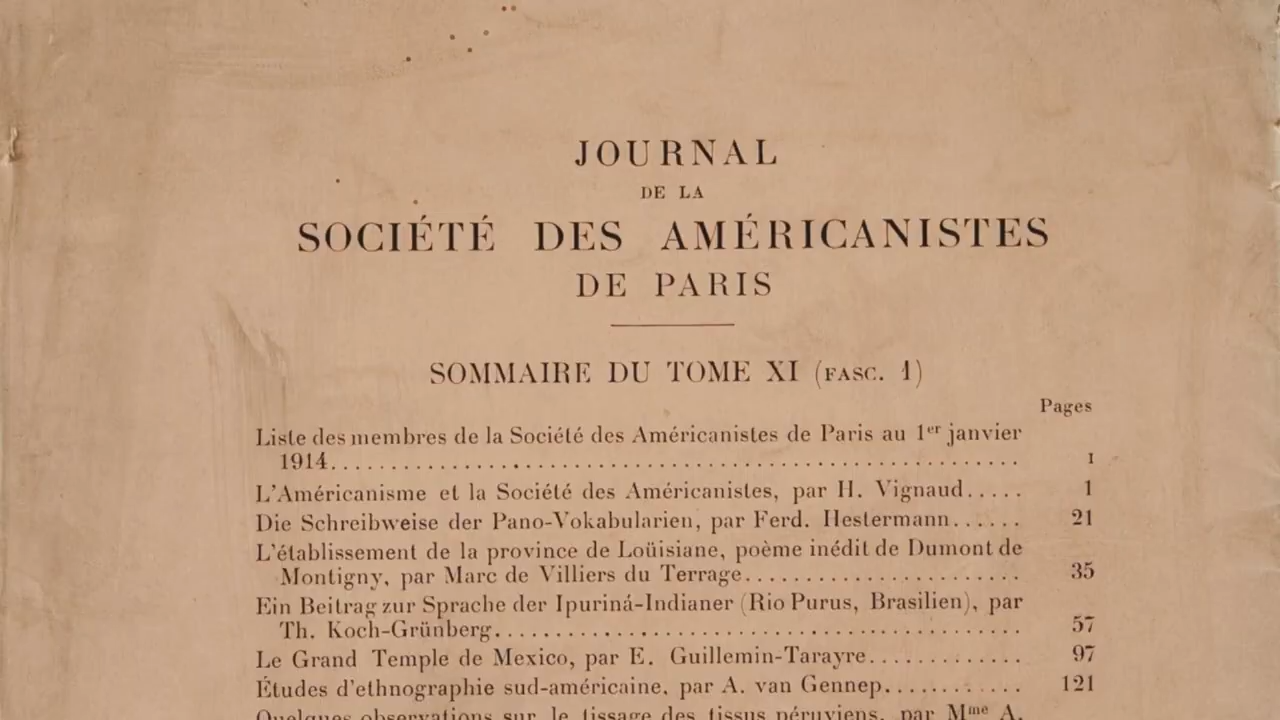 JOURNAL
DE LA
SOCIÉTÉ DES AMÉRICANISTES
DE PARIS
SOMMAIRE DU TOME XI (FASC. 1)
Pages
Liste des membres de la Société des Américanistes de Paris au 1er janvier
1914........................................................ I
L'Américanisme et la Société des Américanistes, par H. Vignaud..... 1
Die Schreibweise der Pano-Vokabularien, par Ferd. Hestermann...... 21
L'établissement de la province de Loüisiane, poème inédit de Dumont de
Montigny, par Marc de Villiers du Terrage....................... 35
Ein Beitrag zur Sprache der Ipuriná-Indianer (Rio Purus, Brasilien), par
Th. Koch-Grünberg........................................... 57
Le Grand Temple de Mexico, par E. Guillemin-Tarayre............. 97
Études d'ethnographie sud-américaine, par A. van Gennep............ 121
Quelques observations sur le tissage des tissus péruviens, par Mme A.